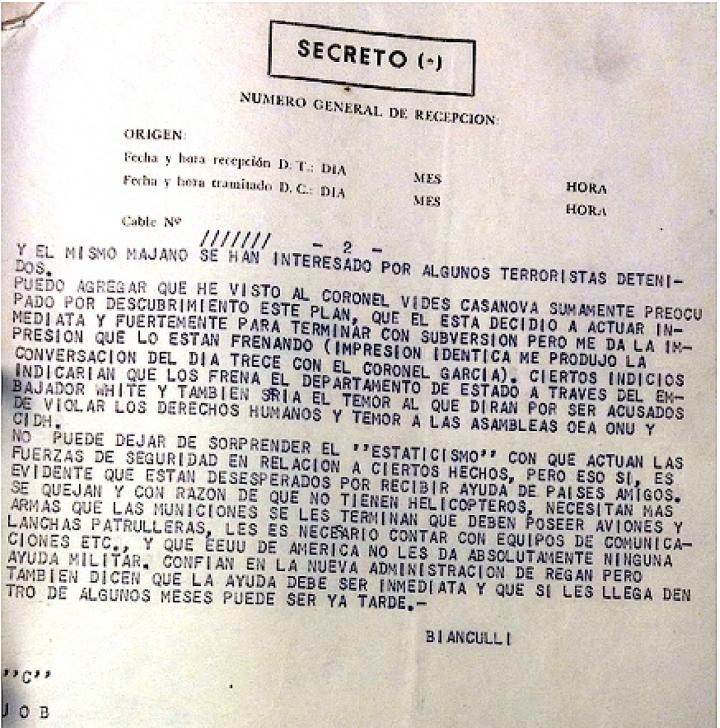 SECRETO (-)
NUMERO GENERAL DE RECEPCION:
ORIGEN:
Fecha y hora recepción D. T.: DIA MES HORA
Fecha y hora tramitado D. C.: DIA MES HORA
Cable Nº
/////// - 2 -
Y EL MISMO MAJANO SE HAN INTERESADO POR ALGUNOS TERRORISTAS DETENI-
DOS.
PUEDO AGREGAR QUE HE VISTO AL CORONEL VIDES CASANOVA SUMAMENTE PREOCU
PADO POR DESCUBRIMIENTO ESTE PLAN, QUE EL ESTA DECIDIO A ACTUAR IN-
MEDIATA Y FUERTEMENTE PARA TERMINAR CON SUBVERSION PERO ME DA LA IM-
PRESION QUE LO ESTAN FRENANDO (IMPRESION IDENTICA ME PRODUJO LA
CONVERSACION DEL DIA TRECE CON EL CORONEL GARCIA). CIERTOS INDICIOS
INDICARIAN QUE LOS FRENA EL DEPARTAMENTO DE ESTADO A TRAVES DEL EM-
BAJADOR WHITE Y TAMBIEN SRIA EL TEMOR AL QUE DIRAN POR SER ACUSADOS
DE VIOLAR LOS DERECHOS HUMANOS Y TEMOR A LAS ASAMBLEAS OEA ONU Y
CIDH.
NO PUEDE DEJAR DE SORPRENDER EL ''ESTATICISMO'' CON QUE ACTUAN LAS
FUERZAS DE SEGURIDAD EN RELACION A CIERTOS HECHOS, PERO ESO SI, ES
EVIDENTE QUE ESTAN DESESPERADOS POR RECIBIR AYUDA DE PAISES AMIGOS.
SE QUEJAN Y CON RAZON DE QUE NO TIENEN HELICOPTEROS, NECESITAN MAS
ARMAS QUE LAS MUNICIONES SE LES TERMINAN QUE DEBEN POSEER AVIONES Y
LANCHAS PATRULLERAS, LES ES NECESARIO CONTAR CON EQUIPOS DE COMUNICA-
CIONES ETC., Y QUE EEUU DE AMERICA NO LES DA ABSOLUTAMENTE NINGUNA
AYUDA MILITAR. CONFIAN EN LA NUEVA ADMINISTRACION DE REGAN PERO
TAMBIEN DICEN QUE LA AYUDA DEBE SER INMEDIATA Y QUE SI LES LLEGA DEN
TRO DE ALGUNOS MESES PUEDE SER YA TARDE.-
BIANCULLI
''C''
J O B